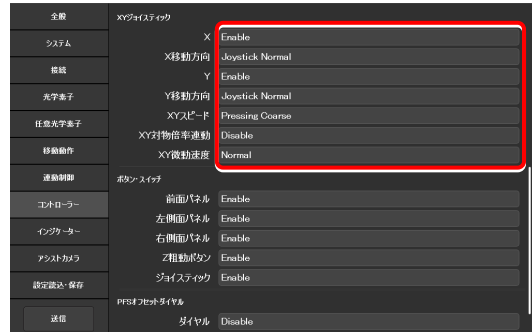 全般
システム
接続
光学素子
任意光学素子
移動動作
連動制御
コントローラー
インジケーター
アシストカメラ
設定読込・保存
送信
XYジョイスティック
X Enable
X移動方向 Joystick Normal
Y Enable
Y移動方向 Joystick Normal
XYスピード Pressing Coarse
XY対物倍率連動 Disable
XY微動速度 Normal
ボタン・スイッチ
前面パネル Enable
左側面パネル Enable
右側面パネル Enable
Z粗動ボタン Enable
ジョイスティック Enable
PFSオフセットダイヤル
ダイヤル Disable